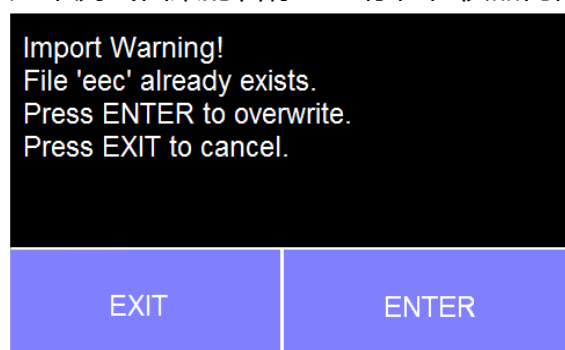 Import Warning!
File 'eec' already exists.
Press ENTER to overwrite.
Press EXIT to cancel.
EXIT
ENTER